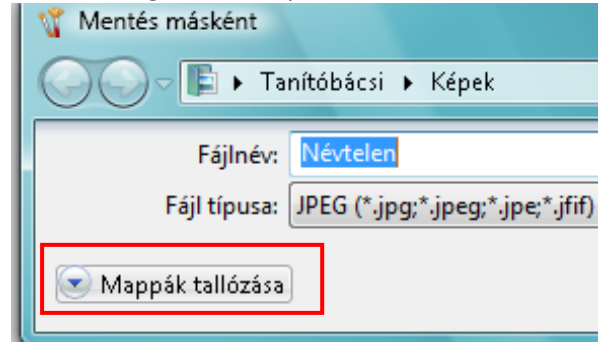 Mentés másként
Tanítóbácsi ▸ Képek
Fájlnév: Névtelen
Fájl típusa: JPEG (*.jpg;*.jpeg;*.jpe;*.jfif)
Mappák tallózása